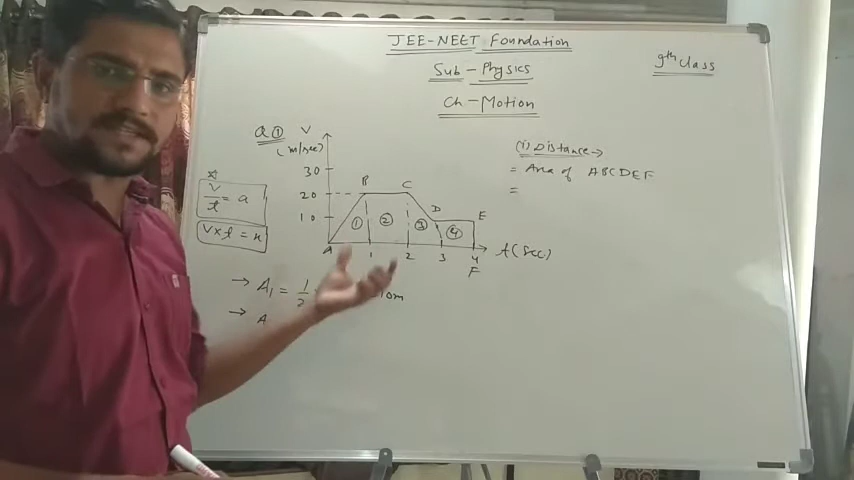 JEE-NEET Foundation
9th class
Sub - Physics
Ch - Motion
Q ①
V
(m/sec)
30
20
10
A
B
C
D
E
F
①
②
③
④
1
2
3
4
t (sec)
V/t = a
V×t = x
(i) Distance →
= Area of ABCDEF
=
→ A₁ = 1/2
10m
→ A